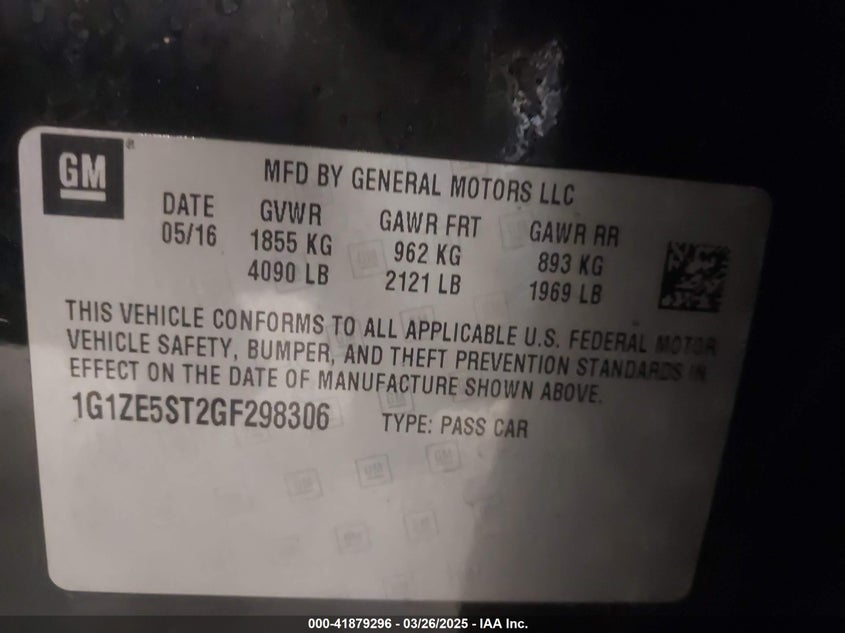 GM
MFD BY GENERAL MOTORS LLC
DATE GVWR GAWR FRT GAWR RR
05/16 1855 KG 962 KG 893 KG
4090 LB 2121 LB 1969 LB
THIS VEHICLE CONFORMS TO ALL APPLICABLE U.S. FEDERAL MOTOR
VEHICLE SAFETY, BUMPER, AND THEFT PREVENTION STANDARDS IN
EFFECT ON THE DATE OF MANUFACTURE SHOWN ABOVE.
1G1ZE5ST2GF298306 TYPE: PASS CAR
000-41879296 - 03/26/2025 - IAA Inc.